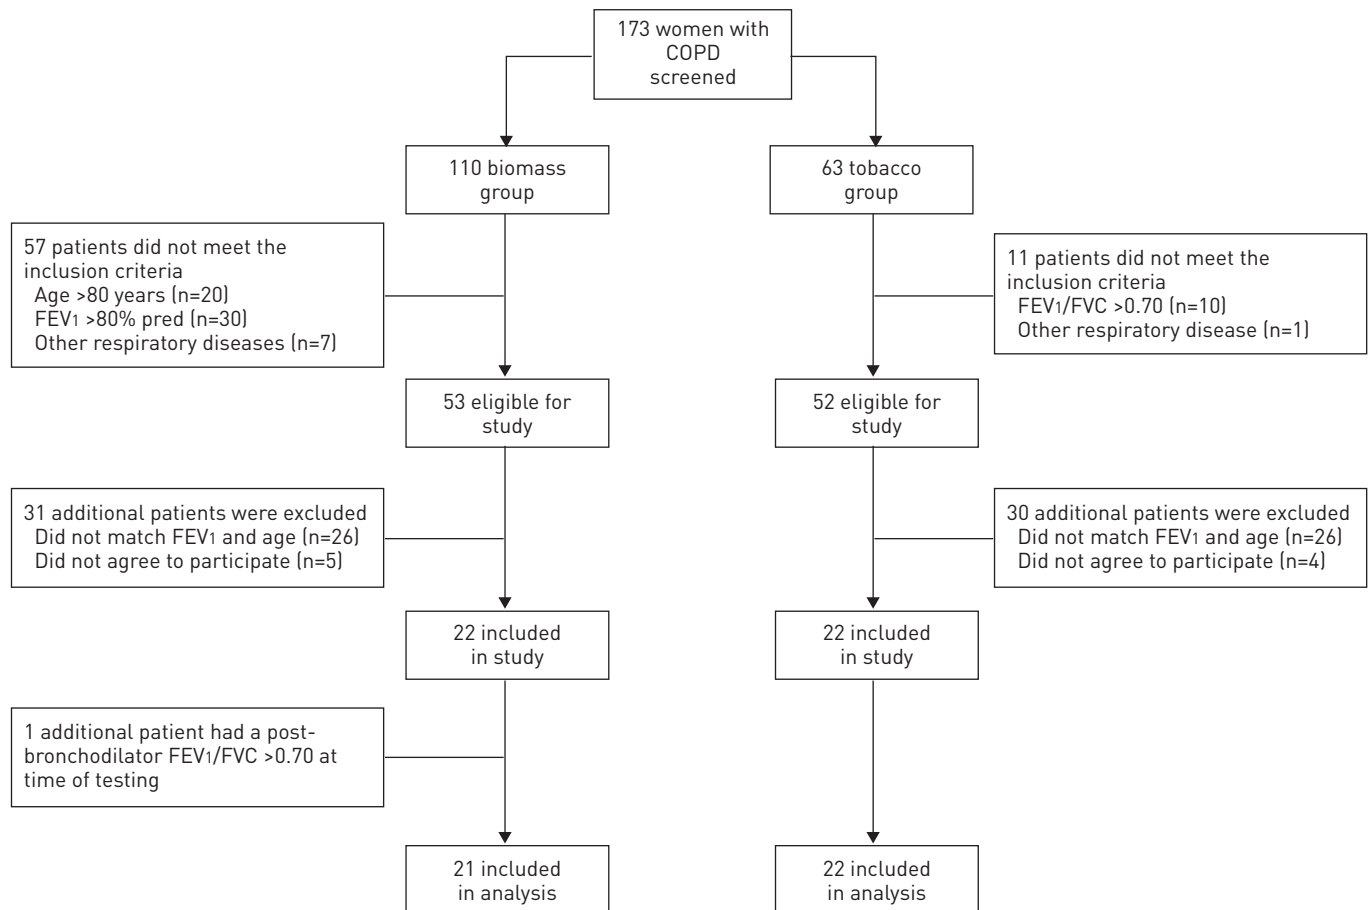 173 women with
COPD
screened
110 biomass
group
63 tobacco
group
57 patients did not meet the
inclusion criteria
Age >80 years (n=20)
FEV1 >80% pred (n=30)
Other respiratory diseases (n=7)
11 patients did not meet the
inclusion criteria
FEV1/FVC >0.70 (n=10)
Other respiratory disease (n=1)
53 eligible for
study
52 eligible for
study
31 additional patients were excluded
Did not match FEV1 and age (n=26)
Did not agree to participate (n=5)
30 additional patients were excluded
Did not match FEV1 and age (n=26)
Did not agree to participate (n=4)
22 included
in study
22 included
in study
1 additional patient had a post-
bronchodilator FEV1/FVC >0.70 at
time of testing
21 included
in analysis
22 included
in analysis